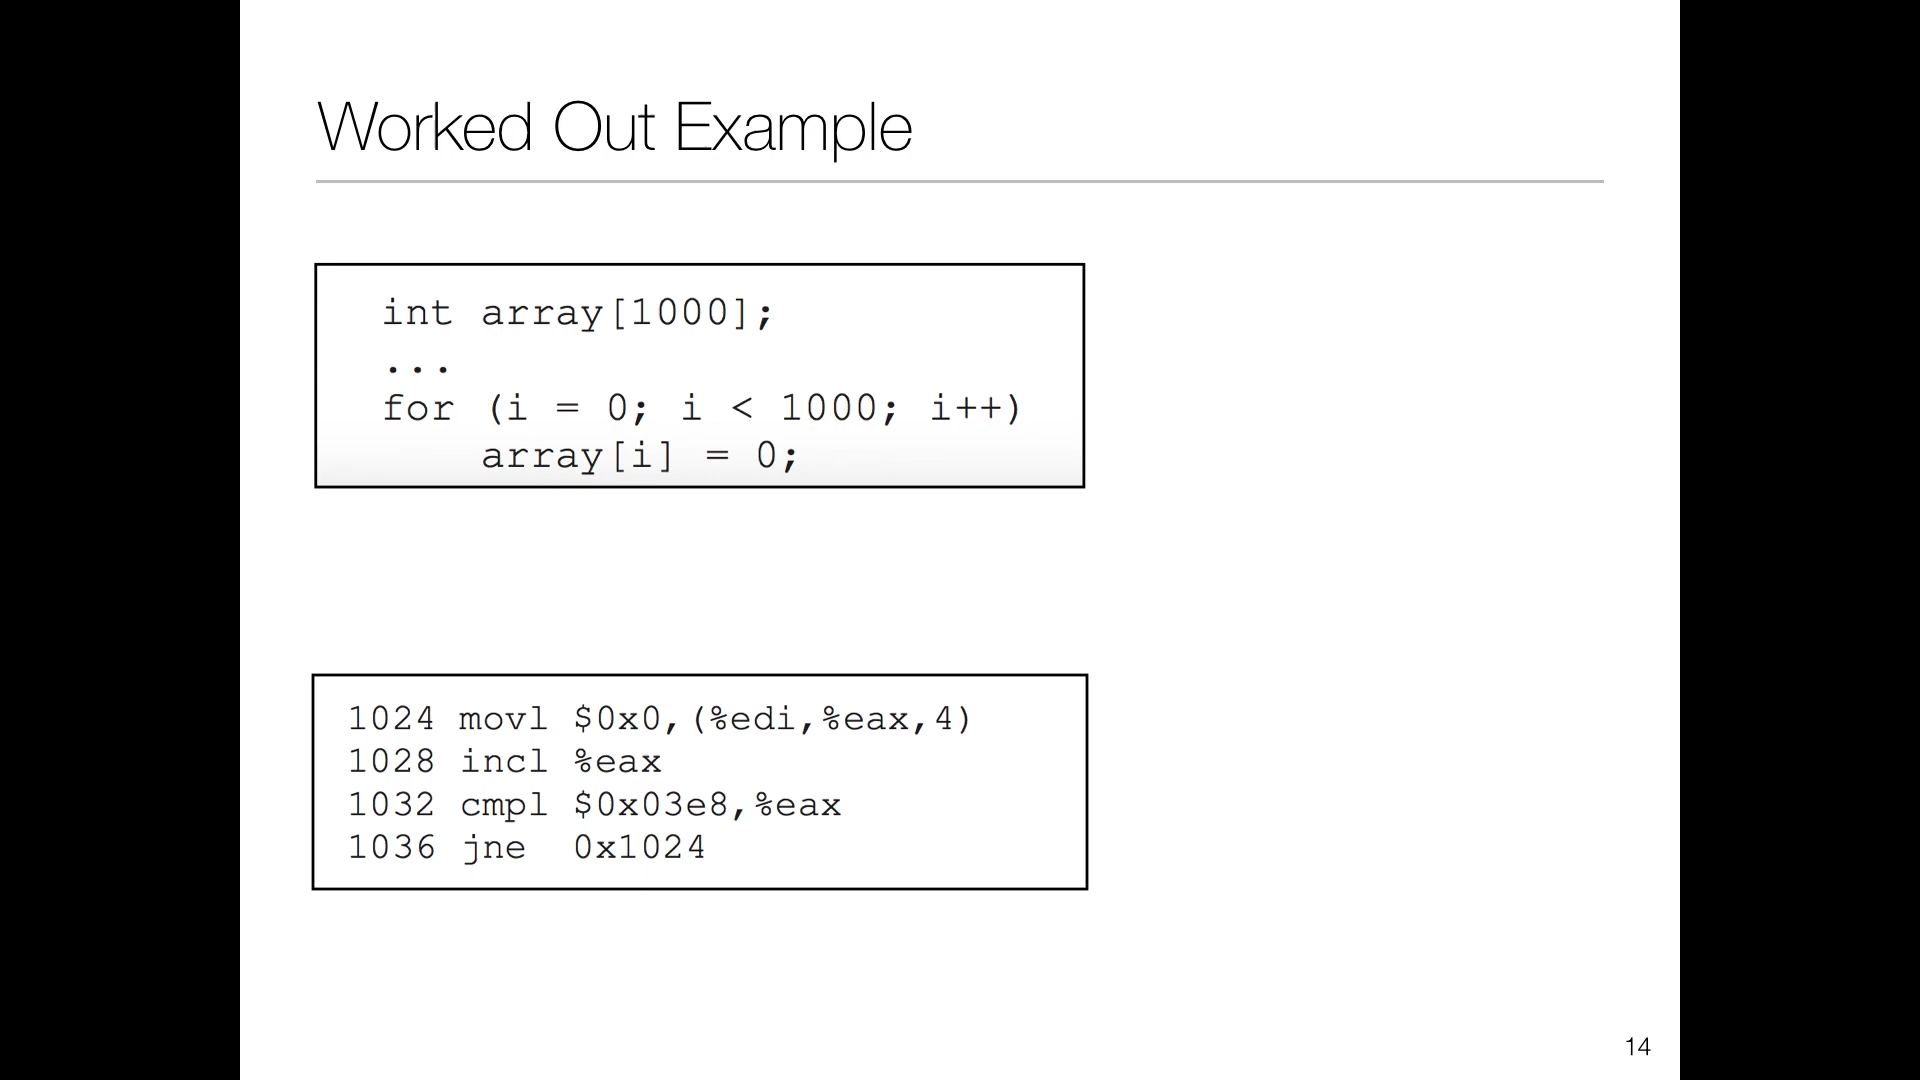 Worked Out Example
int array[1000];
...
for (i = 0; i < 1000; i++)
array[i] = 0;
1024 movl $0x0,(%edi,%eax,4)
1028 incl %eax
1032 cmpl $0x03e8,%eax
1036 jne 0x1024
14